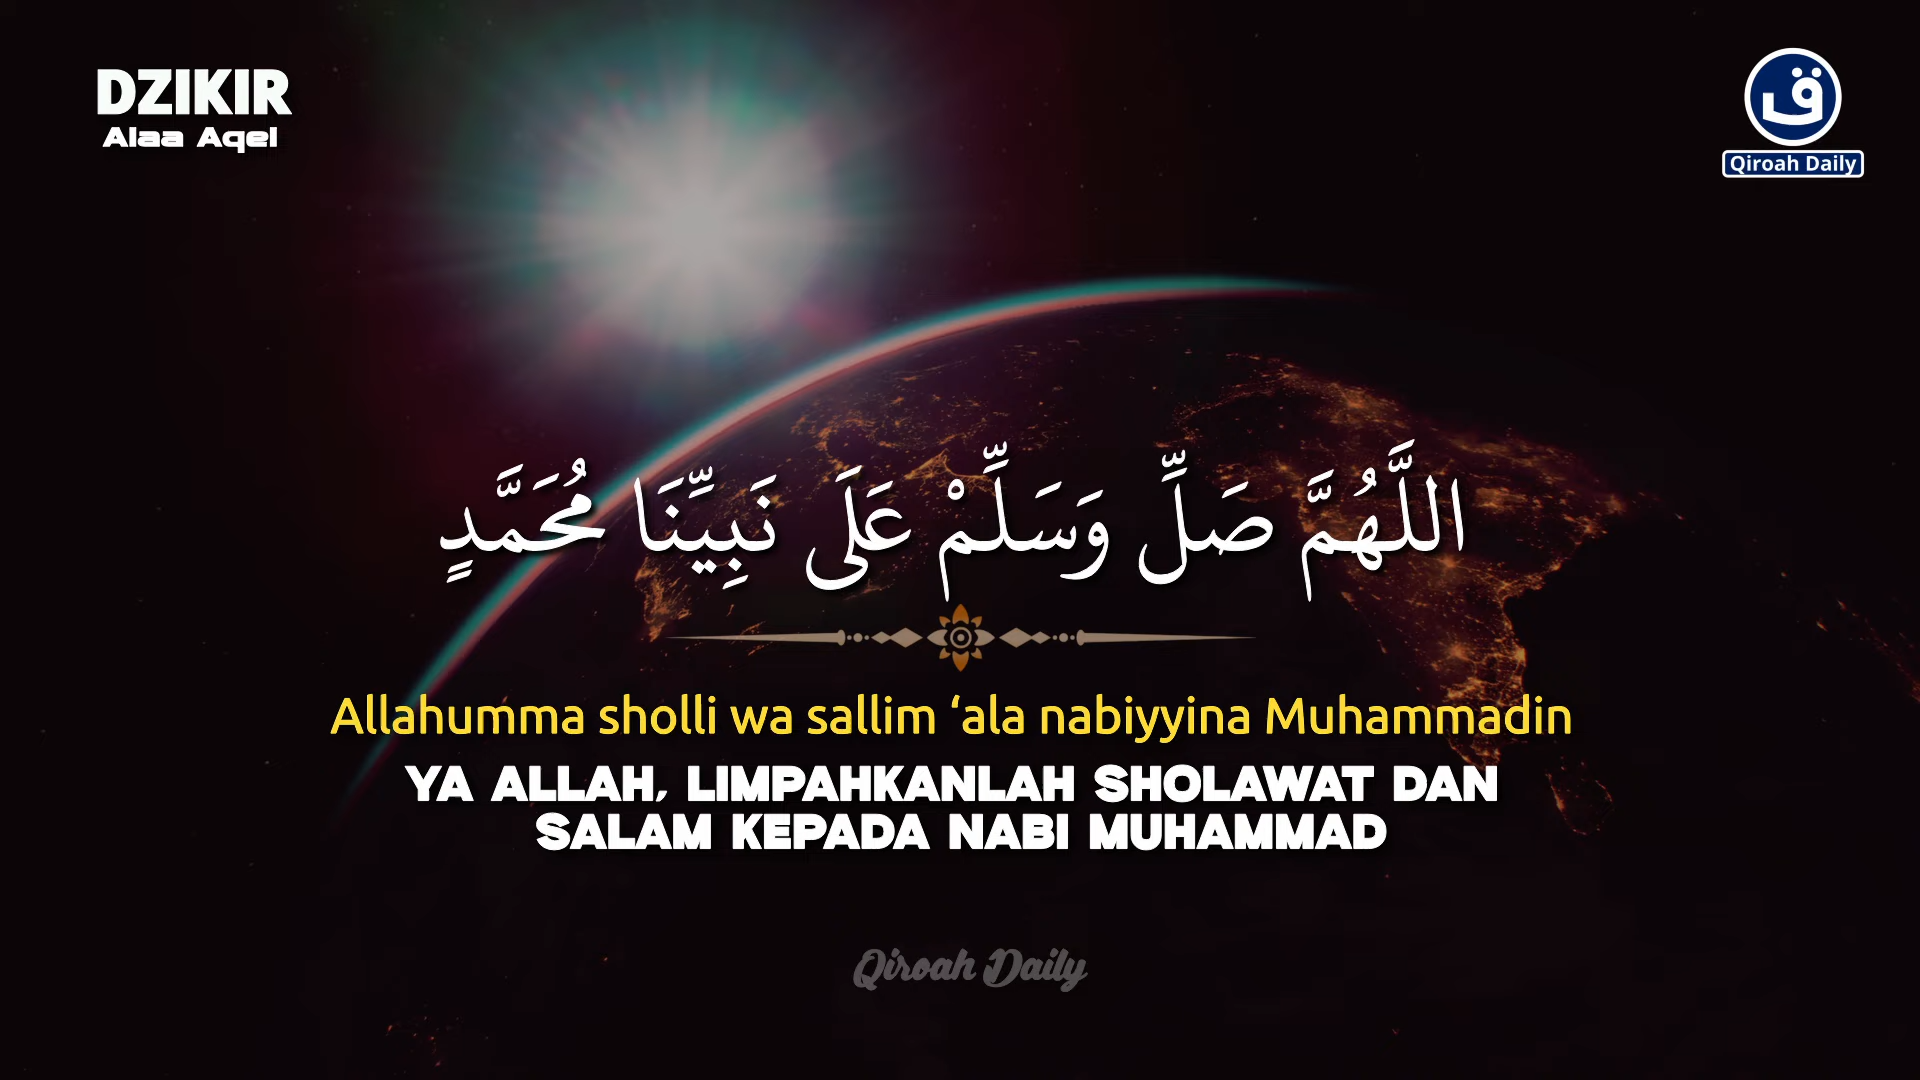 DZIKIR
Alaa Aqel
ق
Qiroah Daily
اللَّهُمَّ صَلِّ وَسَلِّمْ عَلَى نَبِيِّنَا مُحَمَّدٍ
Allahumma sholli wa sallim ‘ala nabiyyina Muhammadin
YA ALLAH, LIMPAHKANLAH SHOLAWAT DAN
SALAM KEPADA NABI MUHAMMAD
Qiroah Daily